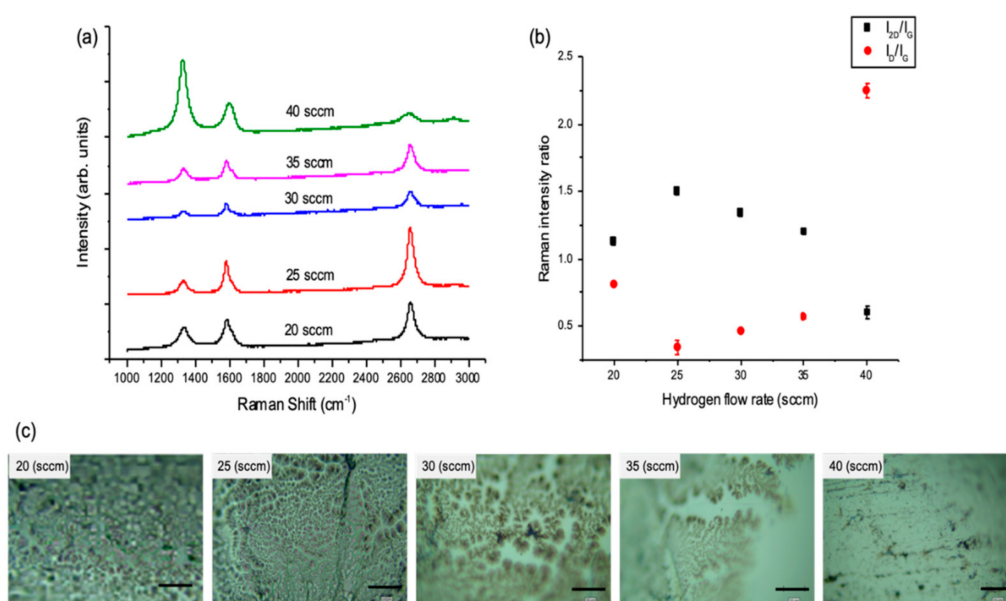 (a)
Intensity (arb. units)
40 sccm
35 sccm
30 sccm
25 sccm
20 sccm
1000 1200 1400 1600 1800 2000 2200 2400 2600 2800 3000
Raman Shift (cm⁻¹)
(b)
I2D/IG
ID/IG
Raman intensity ratio
2.5
2.0
1.5
1.0
0.5
20 25 30 35 40
Hydrogen flow rate (sccm)
(c)
20 (sccm) 25 (sccm) 30 (sccm) 35 (sccm) 40 (sccm)